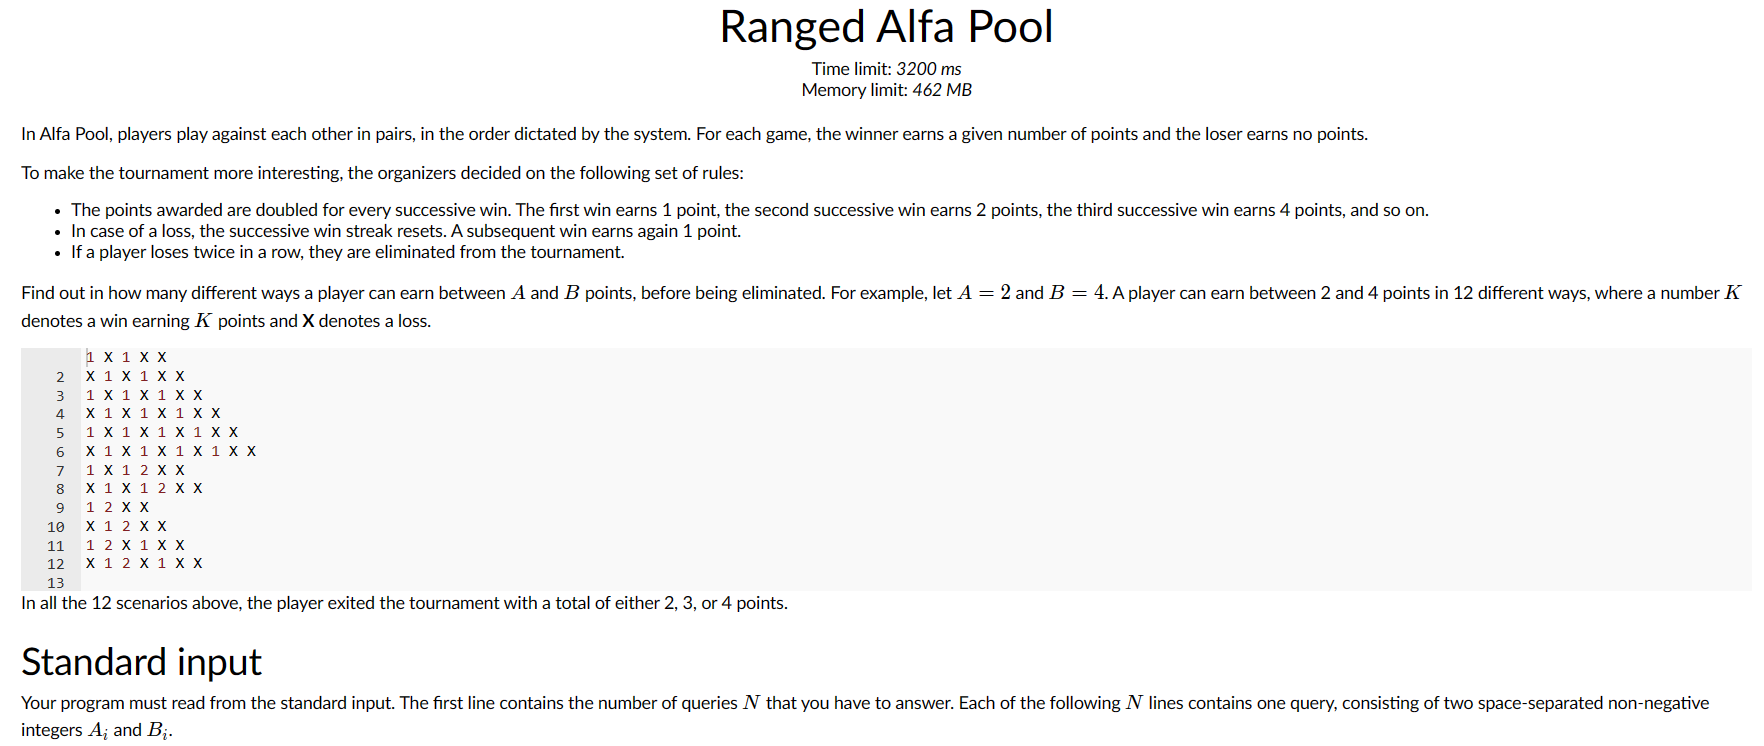 Ranged Alfa Pool
Time limit: 3200 ms
Memory limit: 462 MB
In Alfa Pool, players play against each other in pairs, in the order dictated by the system. For each game, the winner earns a given number of points and the loser earns no points.
To make the tournament more interesting, the organizers decided on the following set of rules:
• The points awarded are doubled for every successive win. The first win earns 1 point, the second successive win earns 2 points, the third successive win earns 4 points, and so on.
• In case of a loss, the successive win streak resets. A subsequent win earns again 1 point.
• If a player loses twice in a row, they are eliminated from the tournament.
Find out in how many different ways a player can earn between A and B points, before being eliminated. For example, let A = 2 and B = 4. A player can earn between 2 and 4 points in 12 different ways, where a number K
denotes a win earning K points and X denotes a loss.
1 X 1 X X
2 X 1 X 1 X X
3 1 X 1 X 1 X X
4 X 1 X 1 X 1 X X
5 1 X 1 X 1 X 1 X X
6 X 1 X 1 X 1 X 1 X X
7 1 X 1 2 X X
8 X 1 X 1 2 X X
9 1 2 X X
10 X 1 2 X X
11 1 2 X 1 X X
12 X 1 2 X 1 X X
13
In all the 12 scenarios above, the player exited the tournament with a total of either 2, 3, or 4 points.
Standard input
Your program must read from the standard input. The first line contains the number of queries N that you have to answer. Each of the following N lines contains one query, consisting of two space-separated non-negative
integers Aᵢ and Bᵢ.